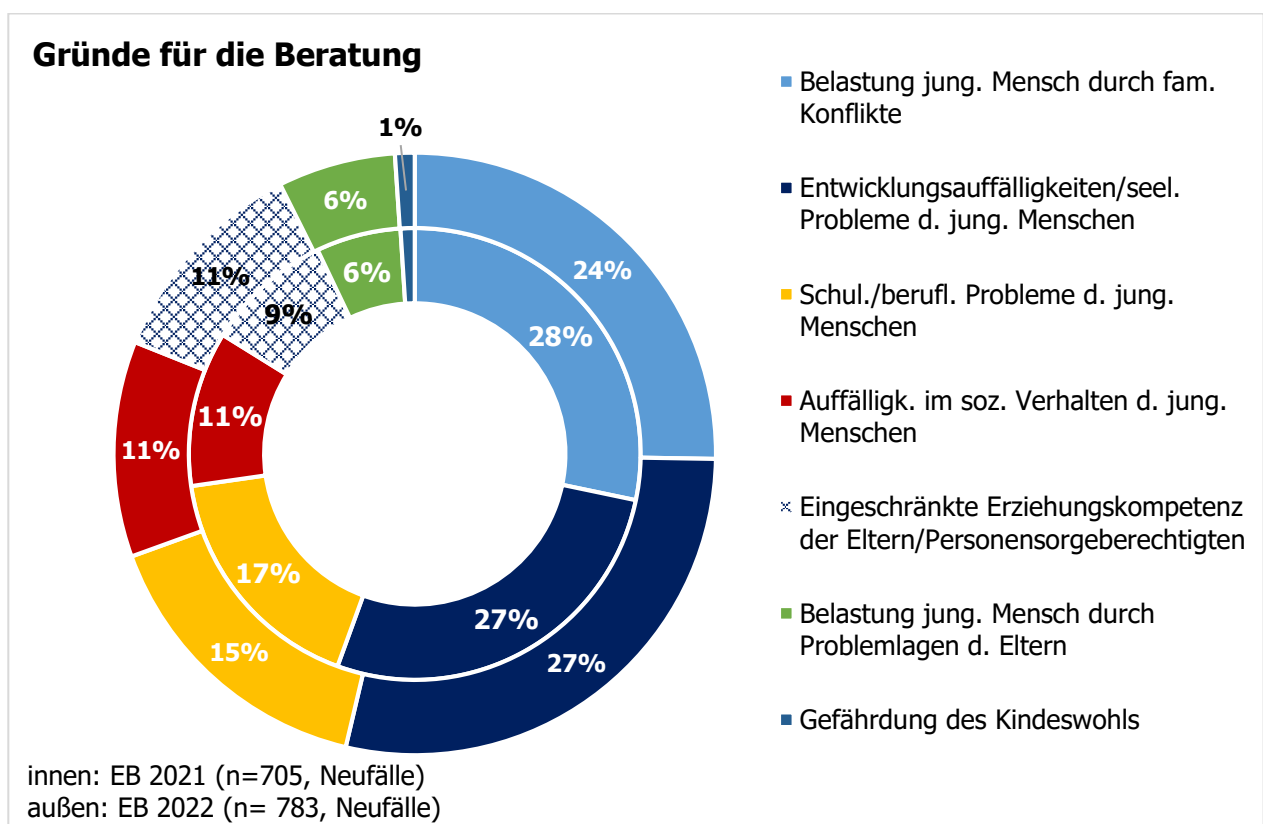 Gründe für die Beratung
1%
6%
24%
11%
6%
9%
28%
11%
11%
17%
27%
15%
27%
Belastung jung. Mensch durch fam.
Konflikte
Entwicklungsauffälligkeiten/seel.
Probleme d. jung. Menschen
Schul./berufl. Probleme d. jung.
Menschen
Auffälligk. im soz. Verhalten d. jung.
Menschen
Eingeschränkte Erziehungskompetenz
der Eltern/Personensorgeberechtigten
Belastung jung. Mensch durch
Problemlagen d. Eltern
Gefährdung des Kindeswohls
innen: EB 2021 (n=705, Neufälle)
außen: EB 2022 (n= 783, Neufälle)